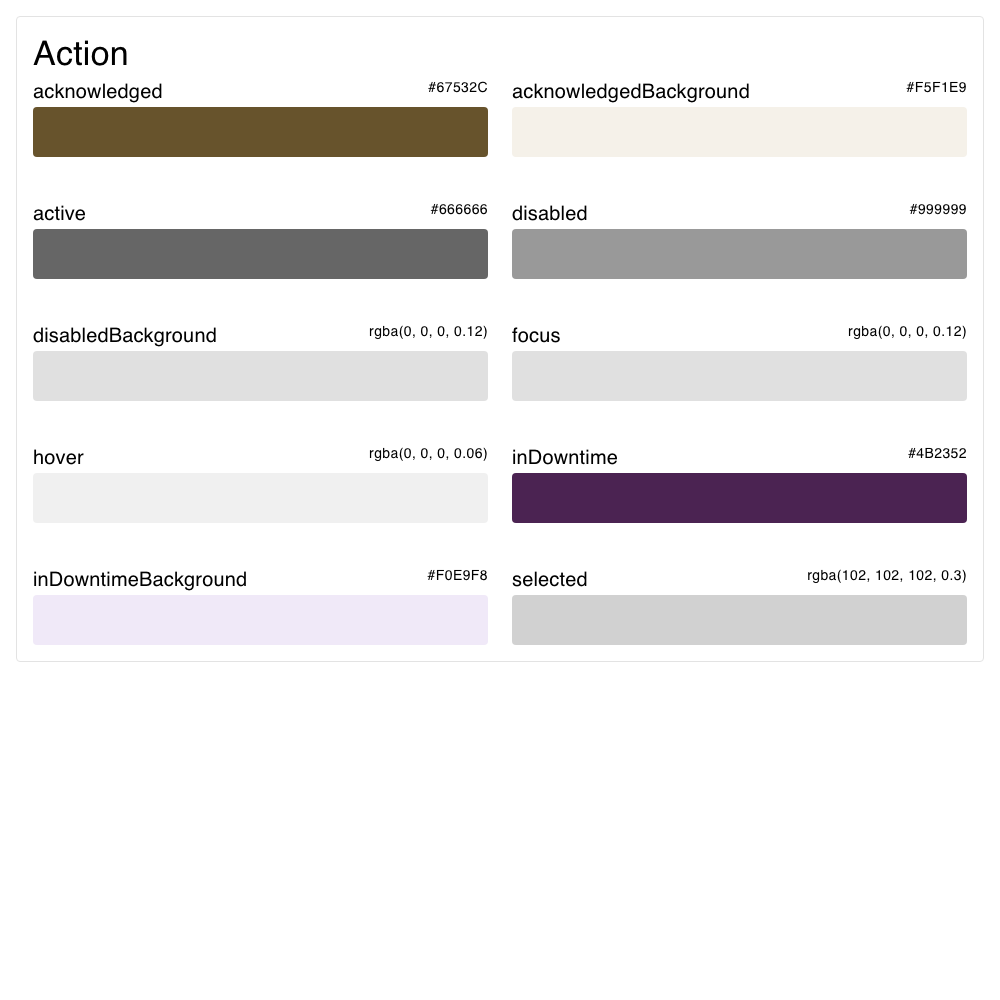 Action
acknowledged #67532C
acknowledgedBackground #F5F1E9
active #666666
disabled #999999
disabledBackground rgba(0, 0, 0, 0.12)
focus rgba(0, 0, 0, 0.12)
hover rgba(0, 0, 0, 0.06)
inDowntime #4B2352
inDowntimeBackground #F0E9F8
selected rgba(102, 102, 102, 0.3)